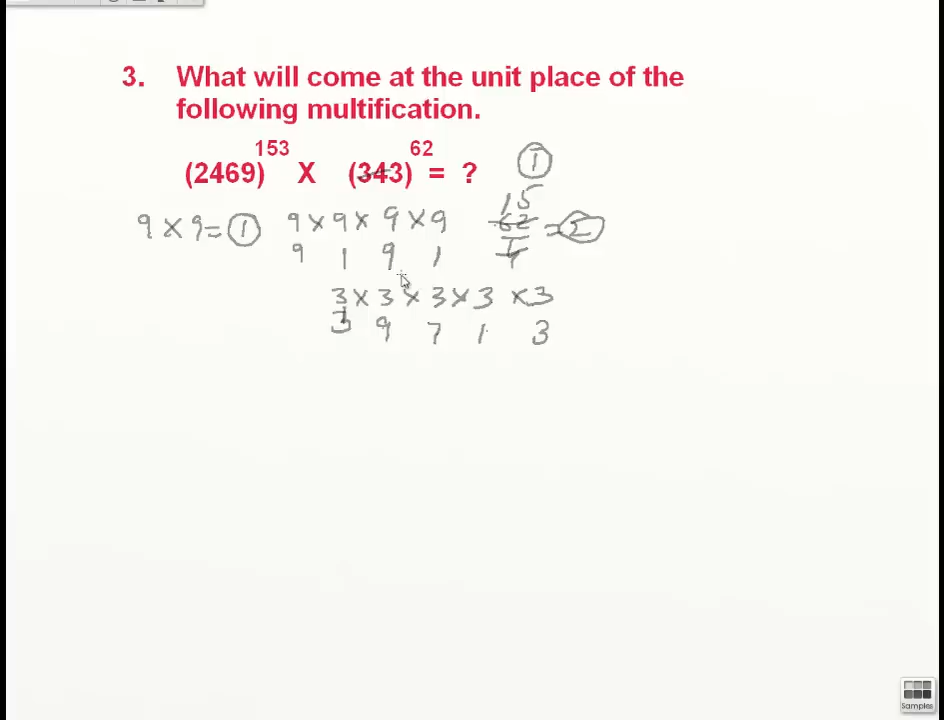 3. What will come at the unit place of the
following multification.
(2469)^153 X (343)^62 = ?
1
9 × 9 = 1
9 × 9 × 9 × 9
9 1 9 1
15
62
4
= 2
3 × 3 × 3 × 3 × 3
3 9 7 1 3
Samples